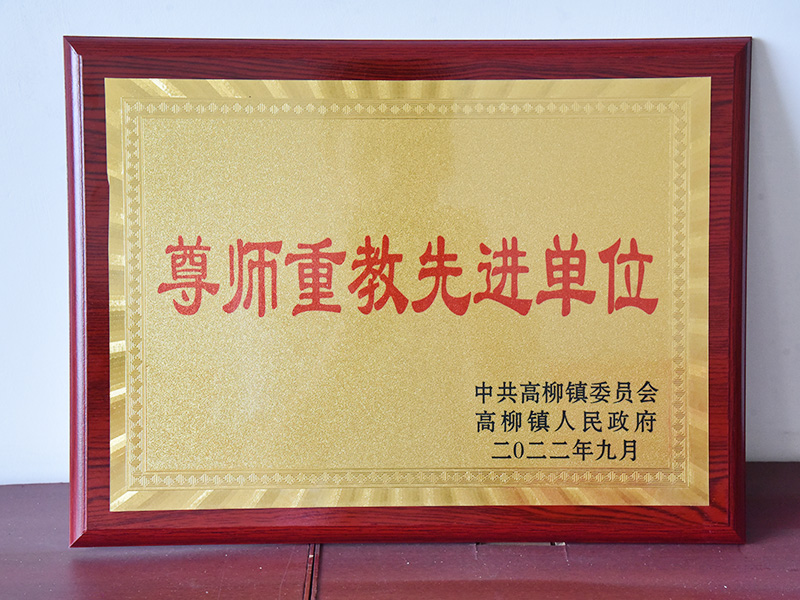 尊师重教先进单位
中共高柳镇委员会
高柳镇人民政府
二〇二二年九月